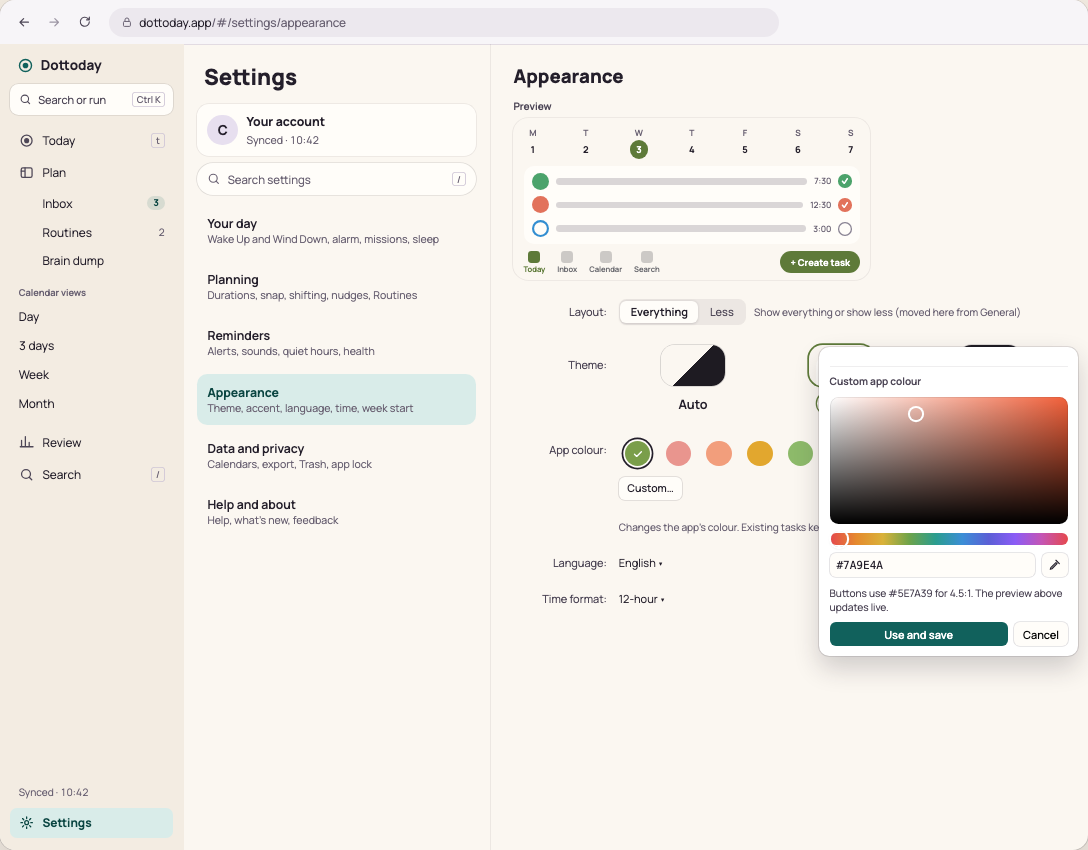 dottoday.app/#/settings/appearance
Dottoday
Search or run Ctrl K
Today t
Plan
Inbox 3
Routines 2
Brain dump
Calendar views
Day
3 days
Week
Month
Review
Search /
Synced · 10:42
Settings
Settings
C
Your account
Synced · 10:42
Search settings /
Your day
Wake Up and Wind Down, alarm, missions, sleep
Planning
Durations, snap, shifting, nudges, Routines
Reminders
Alerts, sounds, quiet hours, health
Appearance
Theme, accent, language, time, week start
Data and privacy
Calendars, export, Trash, app lock
Help and about
Help, what's new, feedback
Appearance
Preview
M T W T F S S
1 2 3 4 5 6 7
7:30
12:30
3:00
Today Inbox Calendar Search
+ Create task
Layout: Everything Less Show everything or show less (moved here from General)
Theme:
Auto
App colour:
Custom...
Changes the app's colour. Existing tasks ke
Language: English
Time format: 12-hour
Custom app colour
#7A9E4A
Buttons use #5E7A39 for 4.5:1. The preview above
updates live.
Use and save Cancel